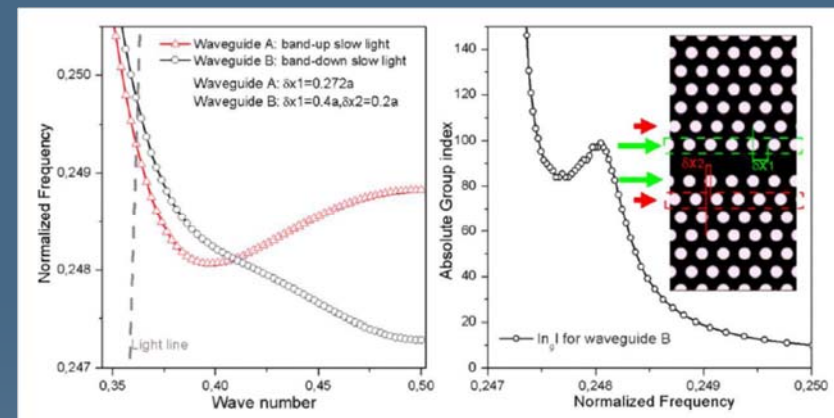 0,250
0,249
0,248
0,247
Normalized Frequency
Waveguide A: band-up slow light
Waveguide B: band-down slow light
Waveguide A: δx1=0.272a
Waveguide B: δx1=0.4a,δx2=0.2a
Light line
0,35
0,40
0,45
0,50
Wave number
140
120
100
80
60
40
20
0
Absolute Group index
δx2
δx1
In_gI for waveguide B
0,247
0,248
0,249
0,250
Normalized Frequency